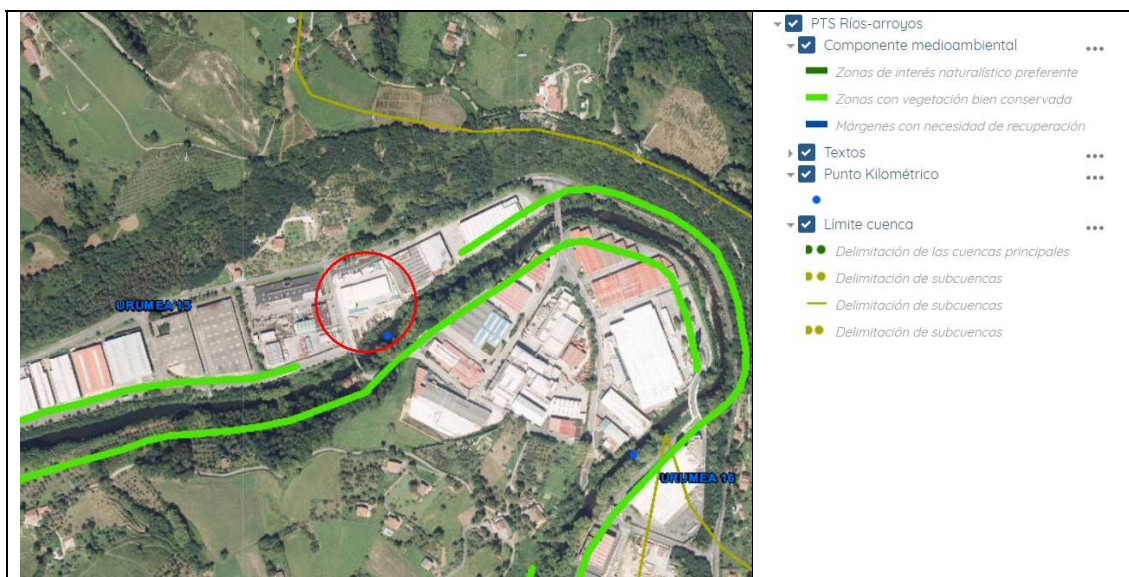 URUMEA 15
URUMEA 16
PTS Ríos-arroyos
Componente medioambiental
Zonas de interés naturalístico preferente
Zonas con vegetación bien conservada
Márgenes con necesidad de recuperación
Textos
Punto Kilométrico
Límite cuenca
Delimitación de las cuencas principales
Delimitación de subcuencas
Delimitación de subcuencas
Delimitación de subcuencas